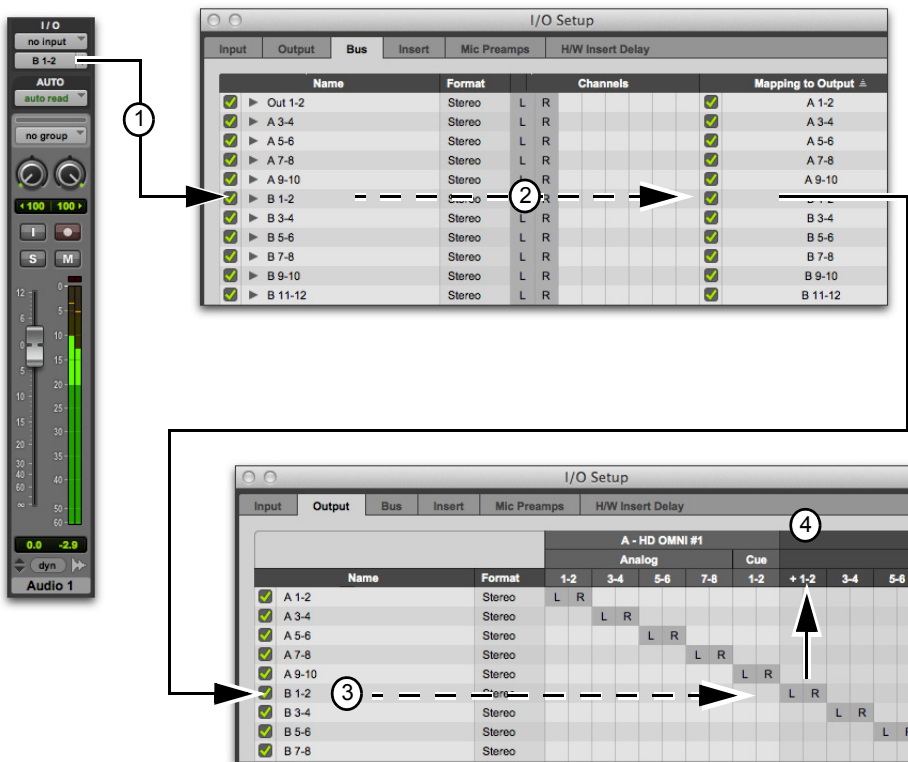 I/O
no input
B 1-2
AUTO
auto read
no group
100 100
I
S M
12 0
5
6 10
0 15
5 20
10 25
15 30
20 35
30
40 40
60
∞ 50
60
0.0 -2.9
dyn
Audio 1
1
I/O Setup
Input Output Bus Insert Mic Preamps H/W Insert Delay
Name Format Channels Mapping to Output
Out 1-2 Stereo L R A 1-2
A 3-4 Stereo L R A 3-4
A 5-6 Stereo L R A 5-6
A 7-8 Stereo L R A 7-8
A 9-10 Stereo L R A 9-10
B 1-2 2 R
B 3-4 Stereo L R B 3-4
B 5-6 Stereo L R B 5-6
B 7-8 Stereo L R B 7-8
B 9-10 Stereo L R B 9-10
B 11-12 Stereo L R B 11-12
I/O Setup
Input Output Bus Insert Mic Preamps H/W Insert Delay
4
A - HD OMNI #1
Analog Cue
Name Format 1-2 3-4 5-6 7-8 1-2 + 1-2 3-4 5-6
A 1-2 Stereo L R
A 3-4 Stereo L R
A 5-6 Stereo L R
A 7-8 Stereo L R
A 9-10 Stereo L R
B 1-2 3 Stereo L R
B 3-4 Stereo L R
B 5-6 Stereo L R
B 7-8 Stereo